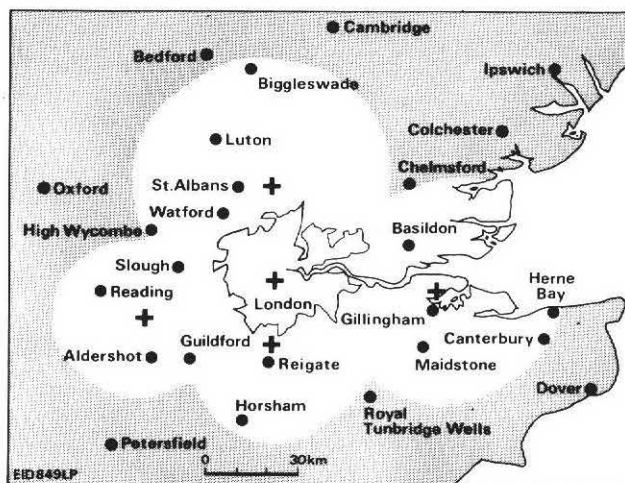 Cambridge
Bedford
Biggleswade
Ipswich
Luton
Colchester
Chelmsford
Oxford
St.Albans
Watford
High Wycombe
Basildon
Slough
Reading
London
Herne
Bay
Gillingham
Guildford
Canterbury
Aldershot
Reigate
Maidstone
Dover
Horsham
Royal
Tunbridge Wells
Petersfield
EID849LP
0 30km